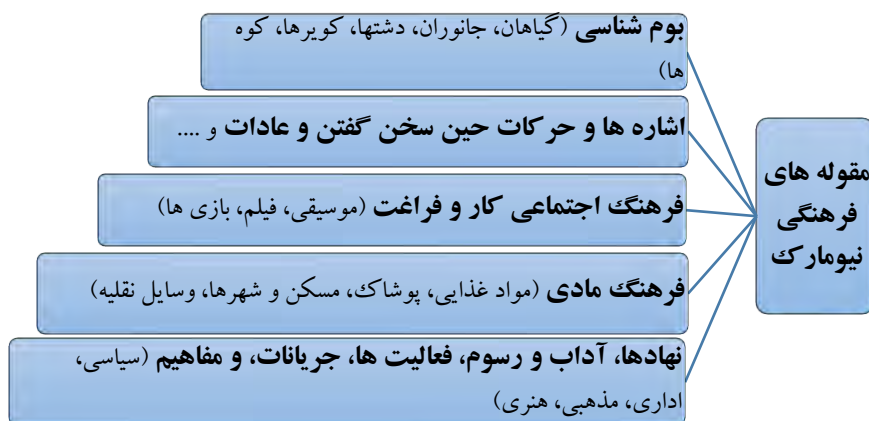 بوم شناسی (گیاهان، جانوران، دشتها، کویرها، کوه
ها)
اشاره ها و حرکات حین سخن گفتن و عادات و ....
فرهنگ اجتماعی کار و فراغت (موسیقی، فیلم، بازی ها)
فرهنگ مادی (مواد غذایی، پوشاک، مسکن و شهرها، وسایل نقلیه)
نهادها، آداب و رسوم، فعالیت ها، جریانات، و مفاهیم (سیاسی،
اداری، مذهبی، هنری)
مقوله های
فرهنگی
نیومارک